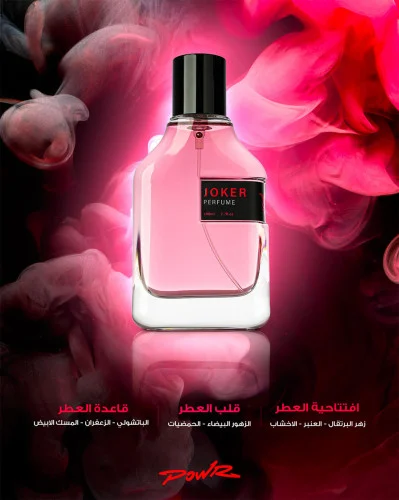 JOKER
PERFUME
افتتاحية العطر
زهر البرتقال - العنبر - الاخشاب
قلب العطر
الزهور البيضاء - الحمضيات
قاعدة العطر
الباتشولي - الزعفران - المسك الابيض
POWR